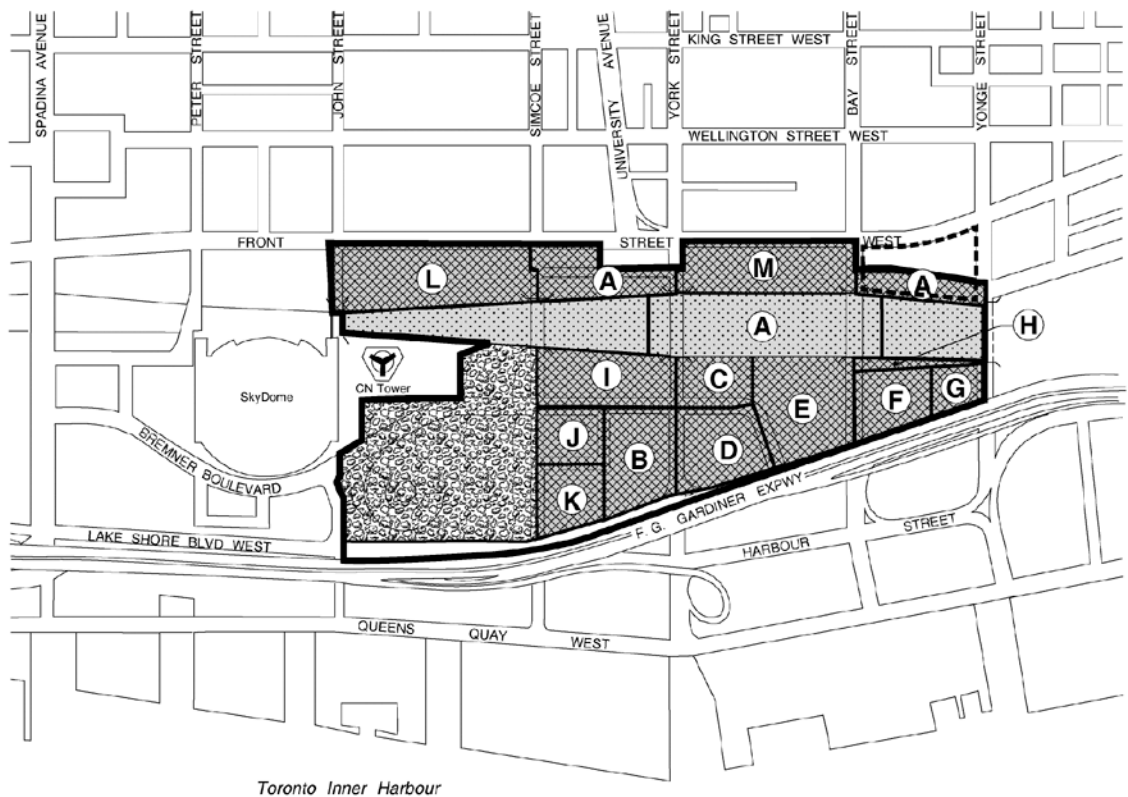 SPADINA AVENUE
PETER STREET
STREET
JOHN STREET
SIMCOE STREET
UNIVERSITY AVENUE
YORK STREET
BAY STREET
YONGE STREET
KING STREET WEST
WELLINGTON STREET WEST
FRONT STREET WEST
L
A
M
A
A
H
CN Tower
SkyDome
I
C
E
F
G
J
B
D
K
BREMNER BOULEVARD
F. G. GARDINER EXPWY
LAKE SHORE BLVD WEST
HARBOUR STREET
QUEENS QUAY WEST
Toronto Inner Harbour